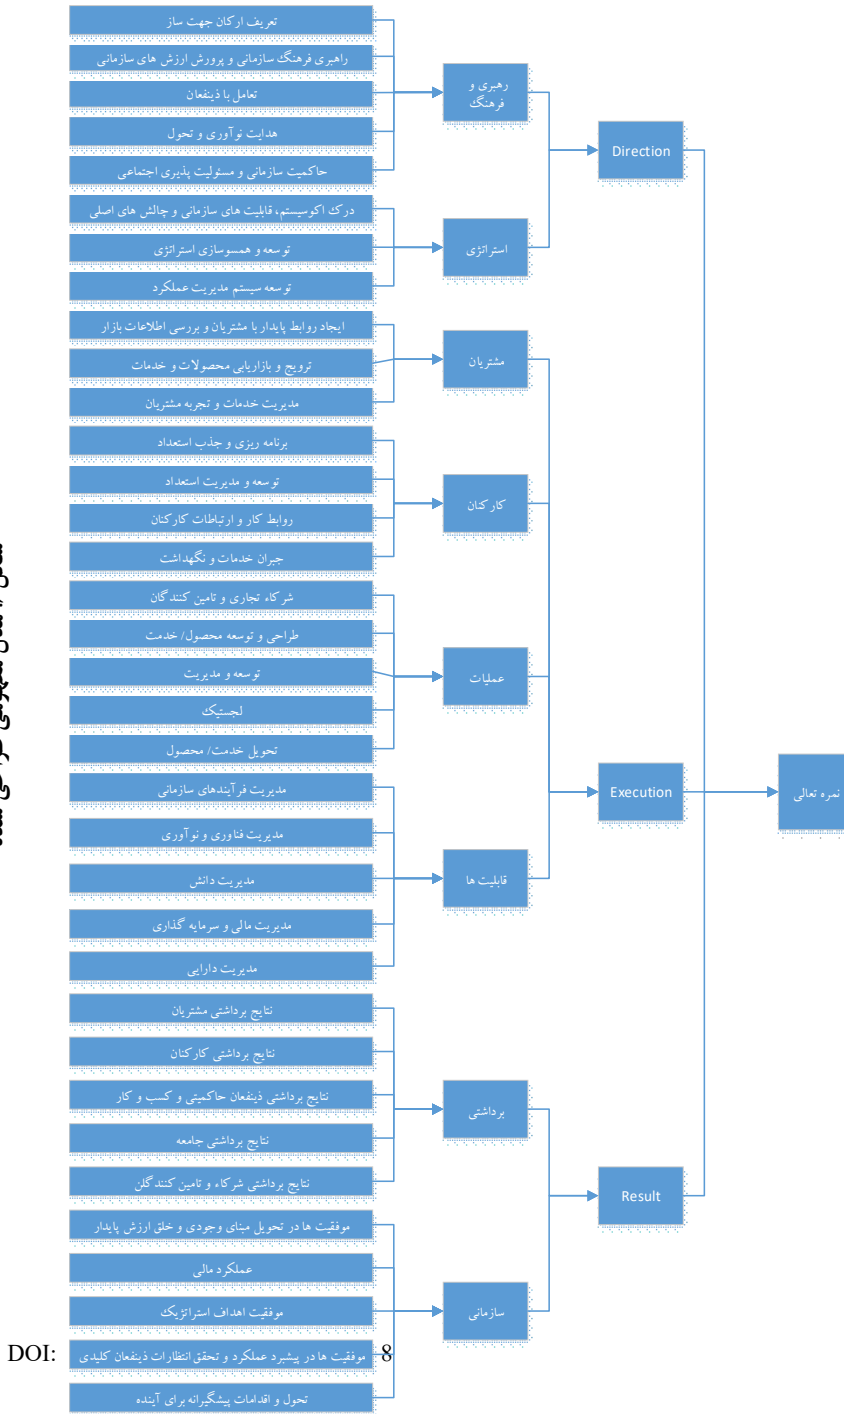 تعریف ارکان جهت ساز
راهبری فرهنگ سازمانی و پرورش ارزش های سازمانی
تعامل با ذینفعان
هدایت نوآوری و تحول
حاکمیت سازمانی و مسئولیت پذیری اجتماعی
رهبری و
فرهنگ
درک اکوسیستم، قابلیت های سازمانی و چالش های اصلی
توسعه و همسوسازی استراتژی
توسعه سیستم مدیریت عملکرد
استراتژی
Direction
ایجاد روابط پایدار با مشتریان و بررسی اطلاعات بازار
ترویج و بازاریابی محصولات و خدمات
مدیریت خدمات و تجربه مشتریان
مشتریان
برنامه ریزی و جذب استعداد
توسعه و مدیریت استعداد
روابط کار و ارتباطات کارکنان
جبران خدمات و نگهداشت
کارکنان
شرکاء تجاری و تامین کنندگان
طراحی و توسعه محصول/ خدمت
توسعه و مدیریت
لجستیک
تحویل خدمت/ محصول
عملیات
مدیریت فرآیندهای سازمانی
مدیریت فناوری و نوآوری
مدیریت دانش
مدیریت مالی و سرمایه گذاری
مدیریت دارایی
قابلیت ها
Execution
نمره تعالی
نتایج برداشتی مشتریان
نتایج برداشتی کارکنان
نتایج برداشتی ذینفعان حاکمیتی و کسب و کار
نتایج برداشتی جامعه
نتایج برداشتی شرکاء و تامین کنندگلن
برداشتی
موفقیت ها در تحویل مبنای وجودی و خلق ارزش پایدار
عملکرد مالی
موفقیت اهداف استراتژیک
موفقیت ها در پیشبرد عملکرد و تحقق انتظارات ذینفعان کلیدی
تحول و اقدامات پیشگیرانه برای آینده
سازمانی
Result
DOI:
8